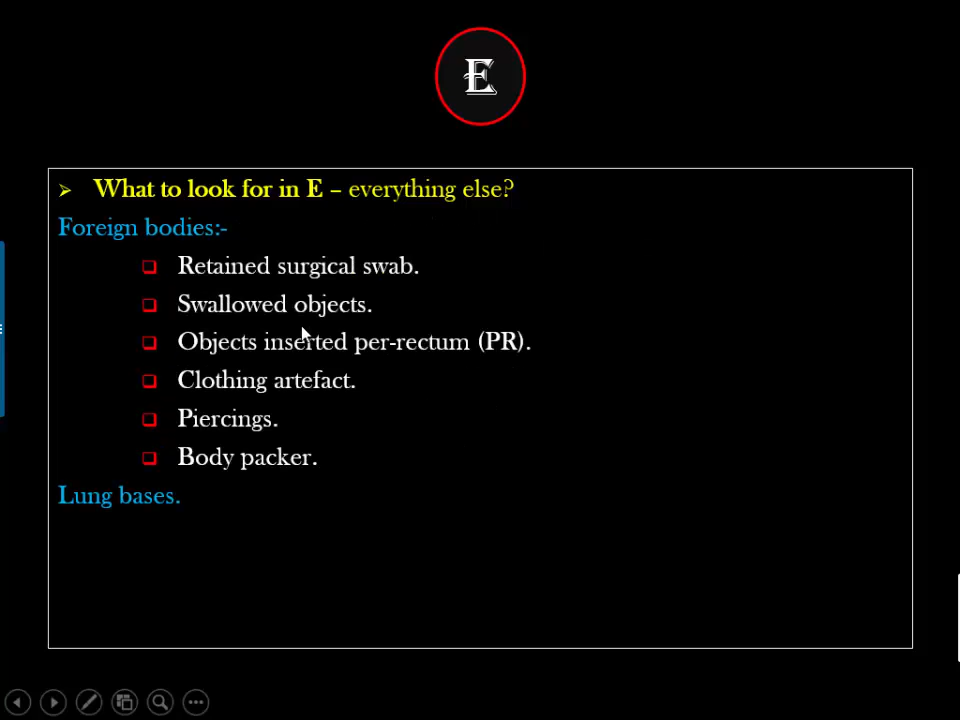 E
What to look for in E – everything else?
Foreign bodies:-
Retained surgical swab.
Swallowed objects.
Objects inserted per-rectum (PR).
Clothing artefact.
Piercings.
Body packer.
Lung bases.